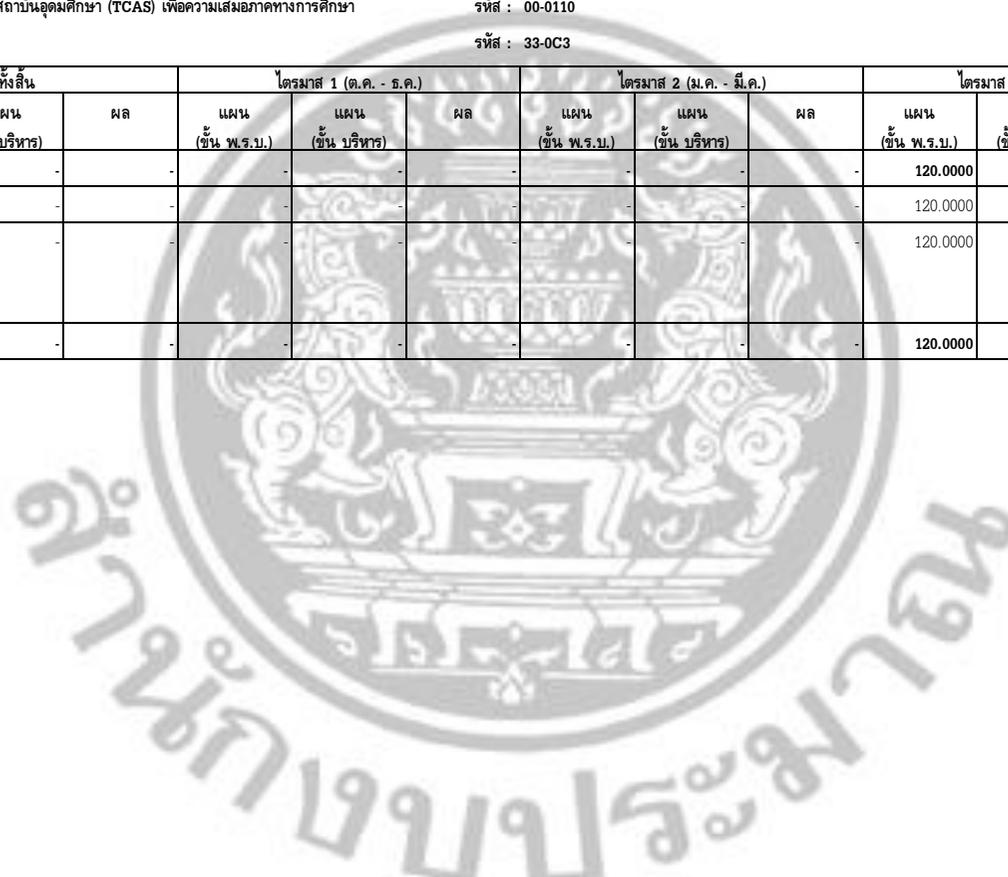 สถาบันอุดมศึกษา (TCAS) เพื่อความเสมอภาคทางการศึกษา รหัส : 00-0110
รหัส : 33-0C3
ทั้งสิ้น ไตรมาส 1 (ต.ค. - ธ.ค.) ไตรมาส 2 (ม.ค. - มี.ค.) ไตรมาส
ผน ผล แผน แผน ผล แผน แผน ผล แผน
บริหาร) (ขั้น พ.ร.บ.) (ขั้น บริหาร) (ขั้น พ.ร.บ.) (ขั้น บริหาร) (ขั้น พ.ร.บ.)
- - - - - - - - 120.0000
- - - - - - - - 120.0000
- - - - - - - - 120.0000
- - - - - - - - 120.0000
สำนักงบประมาณ